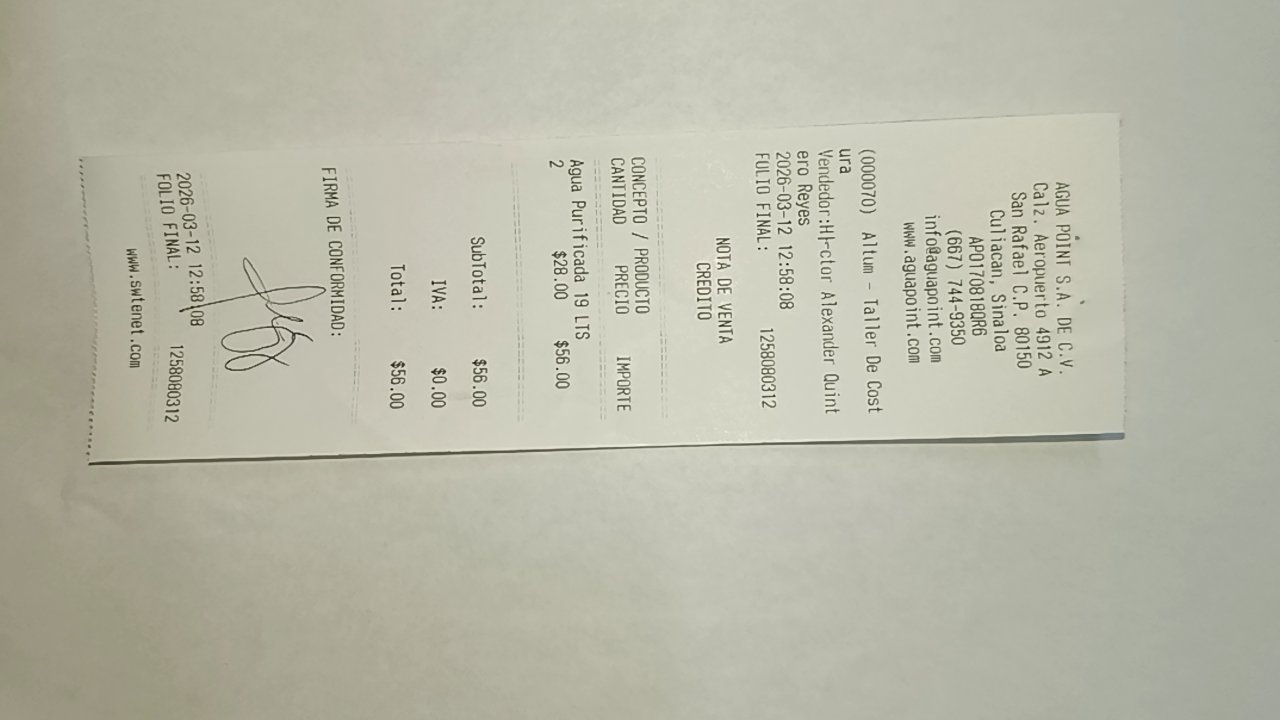 AGUA POINT S.A. DE C.V.
Calz. Aeropuerto 4912 A
San Rafael C.P. 80150
Culiacan, Sinaloa
APO170818QR6
(667) 744-9350
info@aguapoint.com
www.aguapoint.com
(000070) Altum - Taller De Cost
ura
Vendedor:H├-ctor Alexander Quint
ero Reyes
2026-03-12 12:58:08
FOLIO FINAL: 1258080312
NOTA DE VENTA
CREDITO
CONCEPTO / PRODUCTO
CANTIDAD PRECIO IMPORTE
Agua Purificada 19 LTS
2 $28.00 $56.00
SubTotal: $56.00
IVA: $0.00
Total: $56.00
FIRMA DE CONFORMIDAD:
2026-03-12 12:58:08
FOLIO FINAL: 1258080312
www.swtenet.com